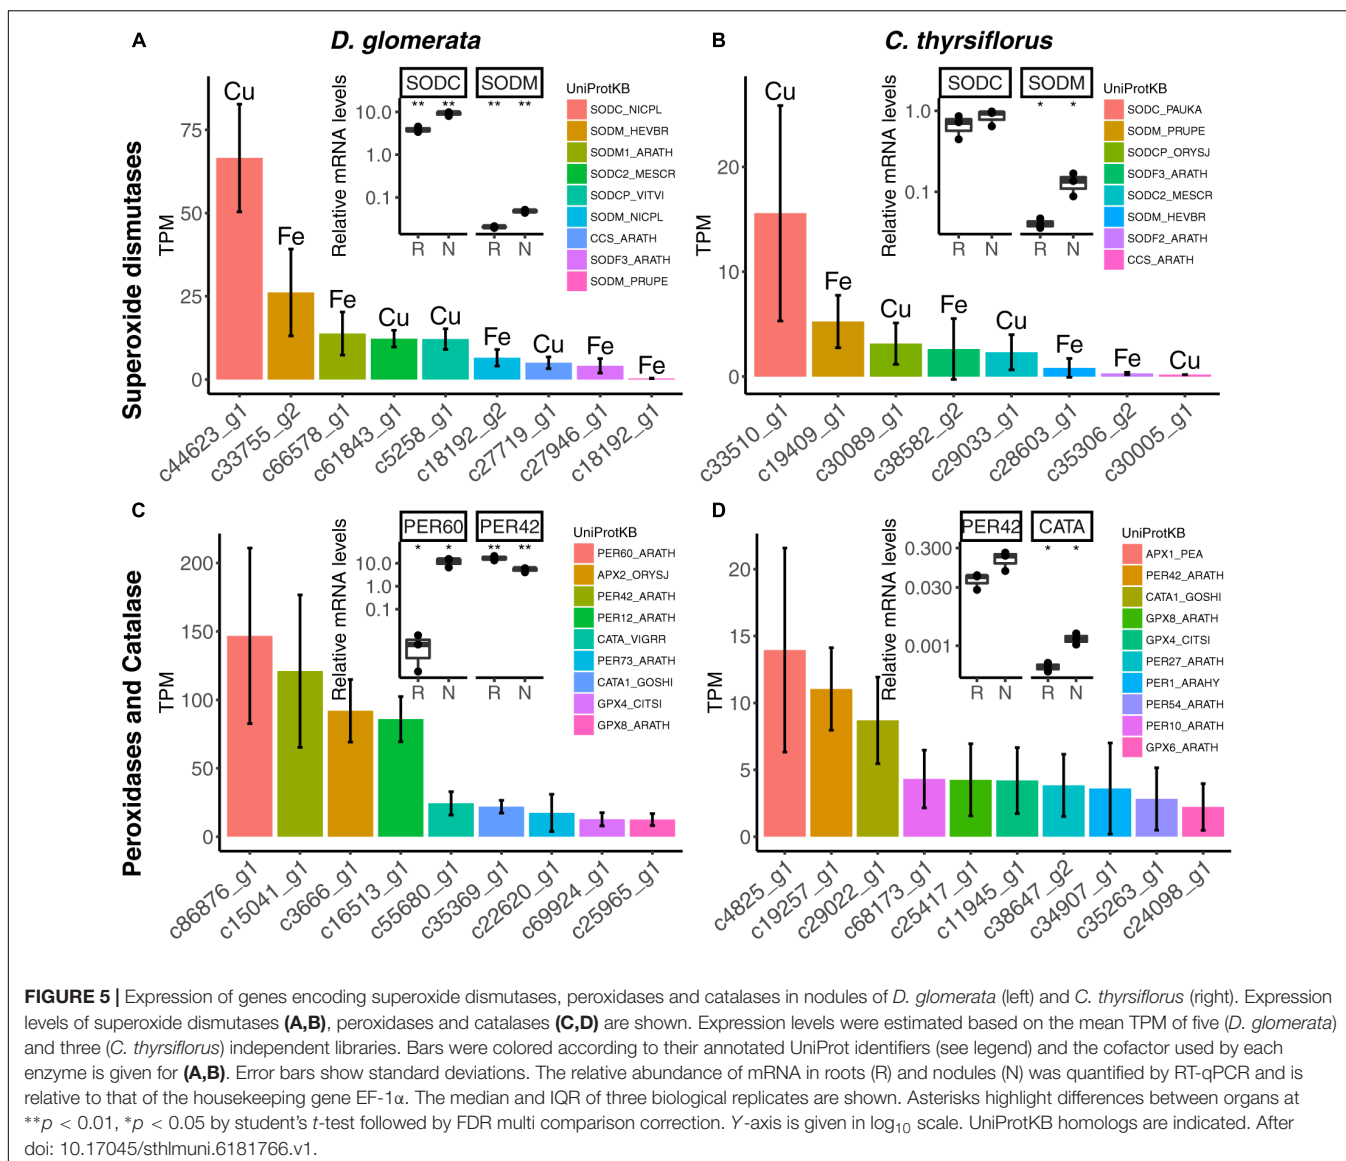 A
D. glomerata
B
C. thyrsiflorus
Superoxide dismutases
TPM
75
50
25
0
Cu
Fe
Fe
Cu
Cu
Fe
Cu
Fe
Fe
c44623_g1
c33755_g2
c66578_g1
c61843_g1
c5258_g1
c18192_g2
c27719_g1
c27946_g1
c18192_g1
Relative mRNA levels
SODC
SODM
** ** ** **
10.0
1.0
0.1
R N R N
UniProtKB
SODC_NICPL
SODM_HEVBR
SODM1_ARATH
SODC2_MESCR
SODCP_VITVI
SODM_NICPL
CCS_ARATH
SODF3_ARATH
SODM_PRUPE
TPM
20
10
0
Cu
Fe
Cu
Fe
Cu
Fe
Fe
Cu
c33510_g1
c19409_g1
c30089_g1
c38582_g2
c29033_g1
c28603_g1
c35306_g2
c30005_g1
Relative mRNA levels
SODC
SODM
* *
1.0
0.1
R N R N
UniProtKB
SODC_PAUKA
SODM_PRUPE
SODCP_ORYSJ
SODF3_ARATH
SODC2_MESCR
SODM_HEVBR
SODF2_ARATH
CCS_ARATH
C
D
Peroxidases and Catalase
TPM
200
150
100
50
0
c86876_g1
c15041_g1
c3666_g1
c16513_g1
c55680_g1
c35369_g1
c22620_g1
c69924_g1
c25965_g1
Relative mRNA levels
PER60
PER42
* * ** **
10.0
1.0
0.1
R N R N
UniProtKB
PER60_ARATH
APX2_ORYSJ
PER42_ARATH
PER12_ARATH
CATA_VIGRR
PER73_ARATH
CATA1_GOSHI
GPX4_CITSI
GPX8_ARATH
TPM
20
15
10
5
0
c4825_g1
c19257_g1
c29022_g1
c68173_g1
c25417_g1
c11945_g1
c38647_g2
c34907_g1
c35263_g1
c24098_g1
Relative mRNA levels
PER42
CATA
* *
0.300
0.030
0.001
R N R N
UniProtKB
APX1_PEA
PER42_ARATH
CATA1_GOSHI
GPX8_ARATH
GPX4_CITSI
PER27_ARATH
PER1_ARAHY
PER54_ARATH
PER10_ARATH
GPX6_ARATH
FIGURE 5 | Expression of genes encoding superoxide dismutases, peroxidases and catalases in nodules of D. glomerata (left) and C. thyrsiflorus (right). Expression
levels of superoxide dismutases (A,B), peroxidases and catalases (C,D) are shown. Expression levels were estimated based on the mean TPM of five (D. glomerata)
and three (C. thyrsiflorus) independent libraries. Bars were colored according to their annotated UniProt identifiers (see legend) and the cofactor used by each
enzyme is given for (A,B). Error bars show standard deviations. The relative abundance of mRNA in roots (R) and nodules (N) was quantified by RT-qPCR and is
relative to that of the housekeeping gene EF-1α. The median and IQR of three biological replicates are shown. Asterisks highlight differences between organs at
**p < 0.01, *p < 0.05 by student's t-test followed by FDR multi comparison correction. Y-axis is given in log10 scale. UniProtKB homologs are indicated. After
doi: 10.17045/sthlmuni.6181766.v1.